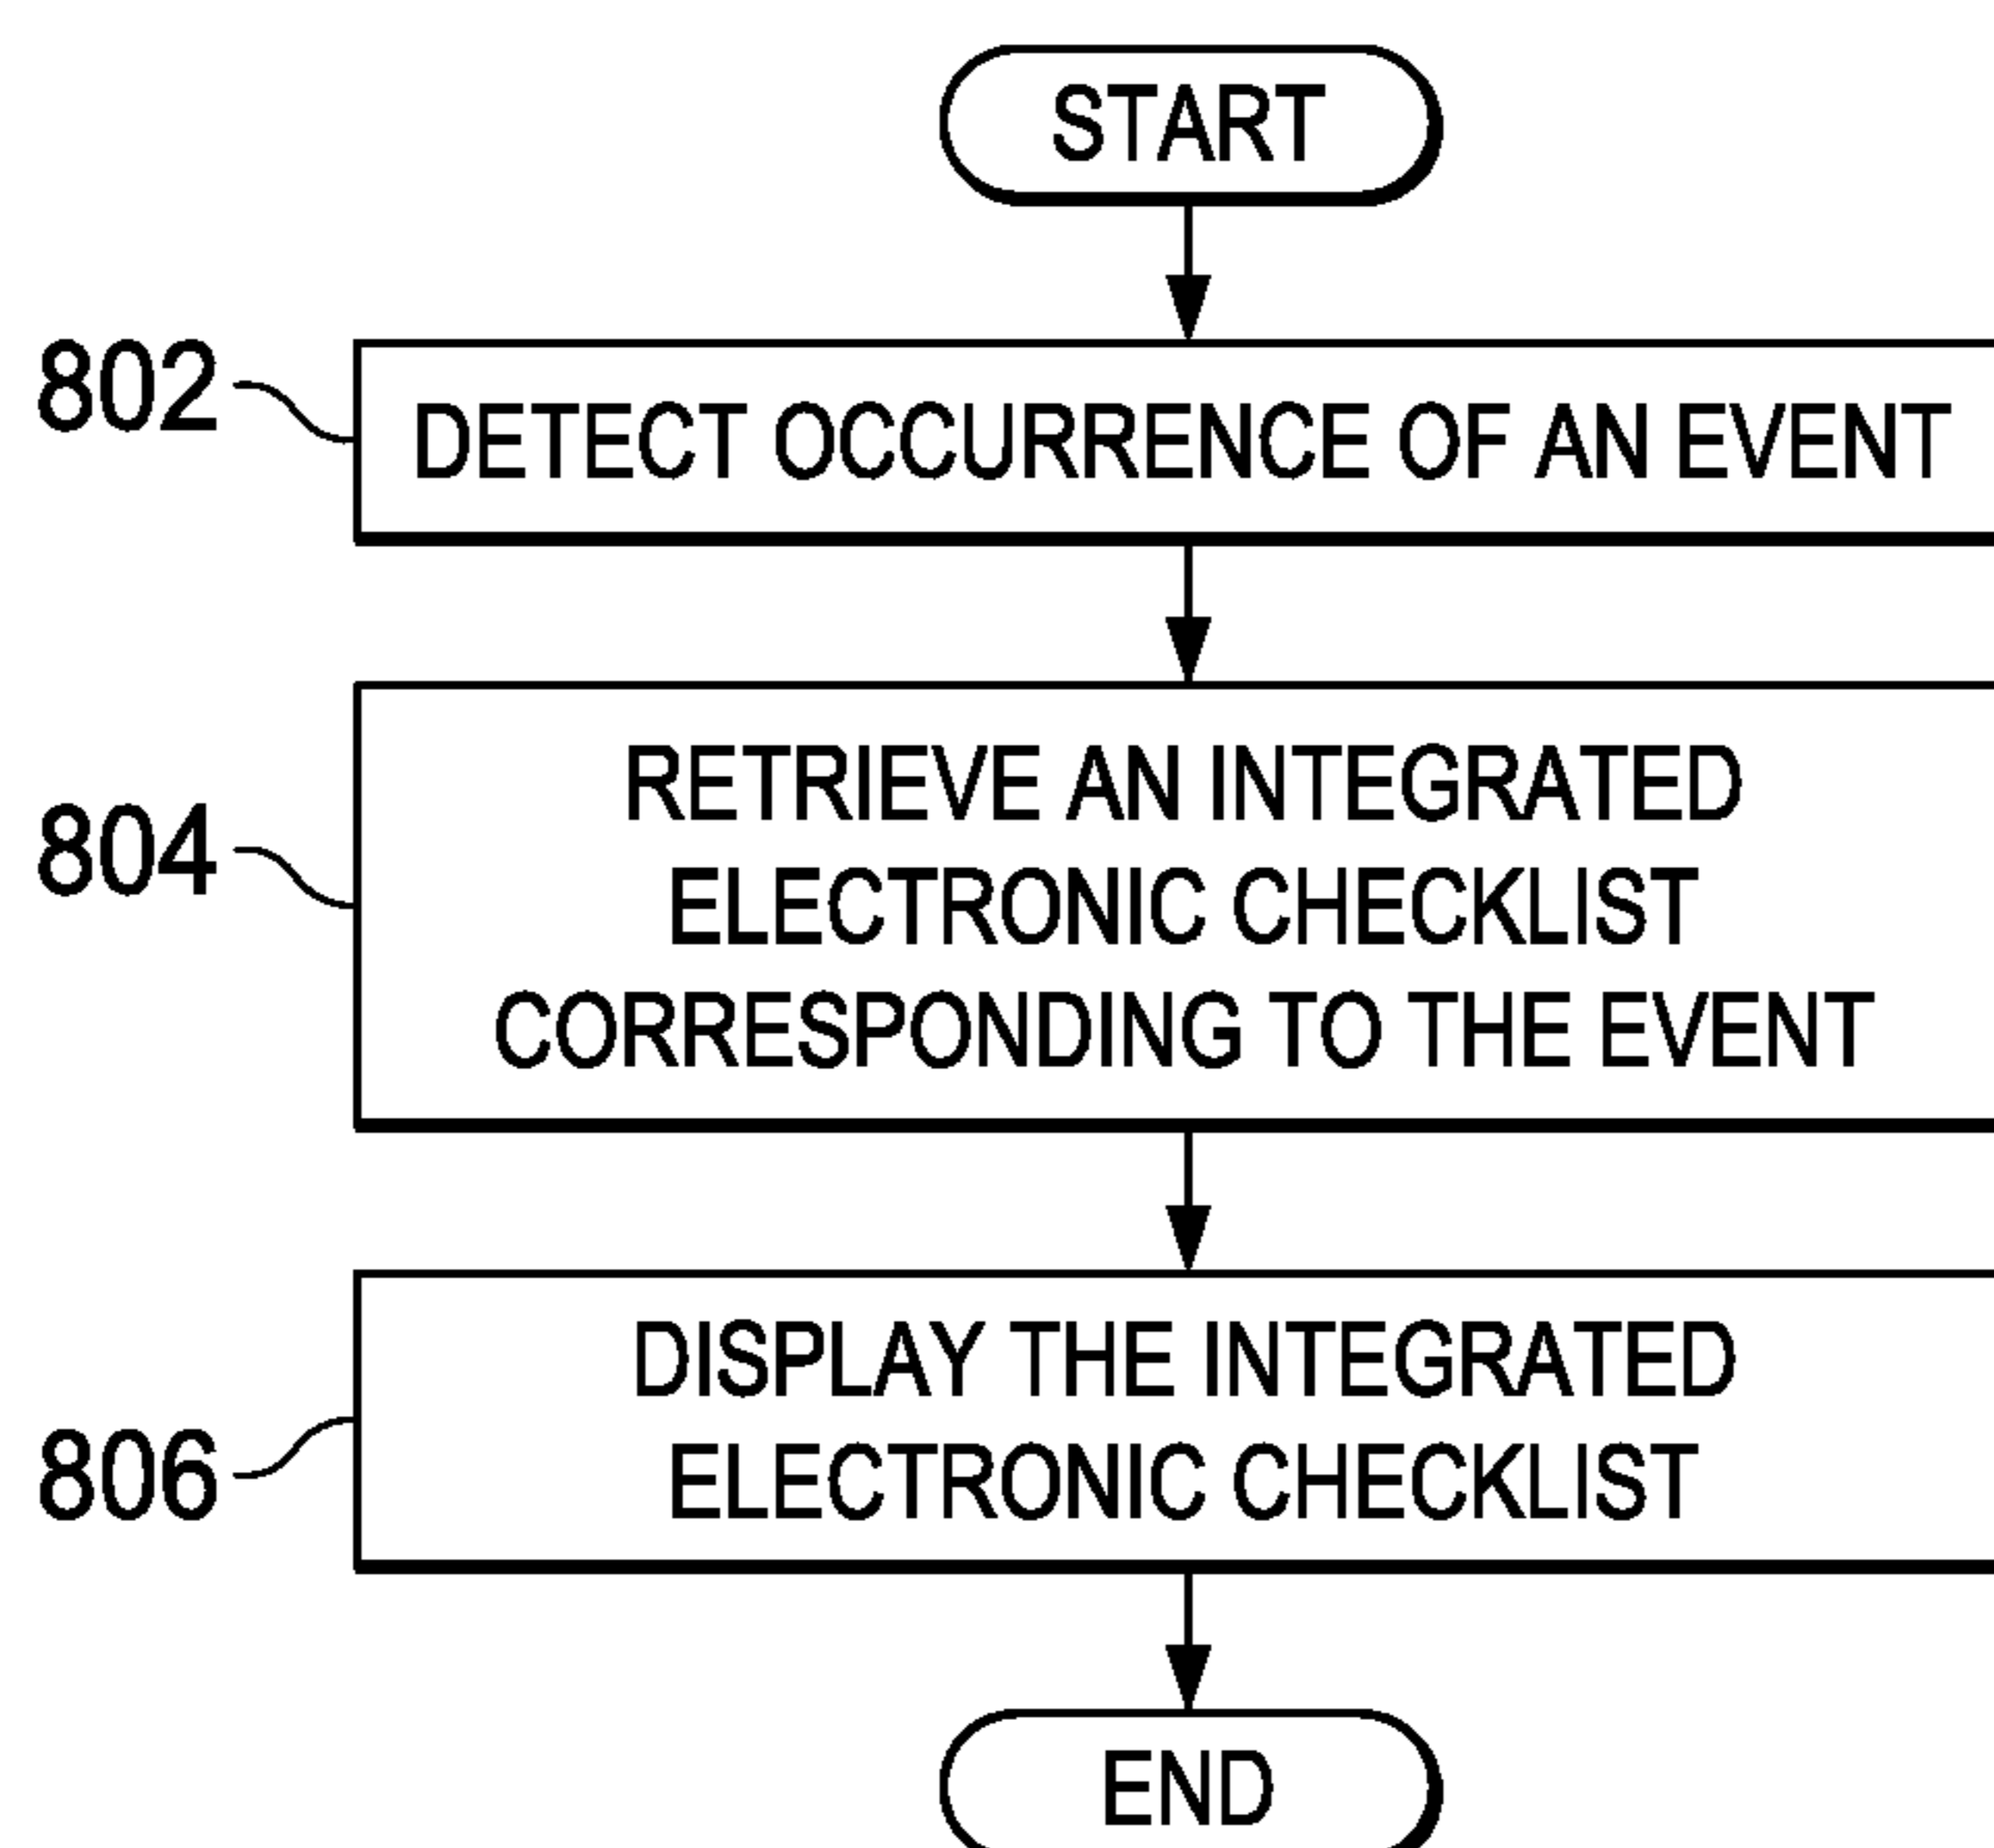 START
802
DETECT OCCURRENCE OF AN EVENT
804
RETRIEVE AN INTEGRATED
ELECTRONIC CHECKLIST
CORRESPONDING TO THE EVENT
806
DISPLAY THE INTEGRATED
ELECTRONIC CHECKLIST
END